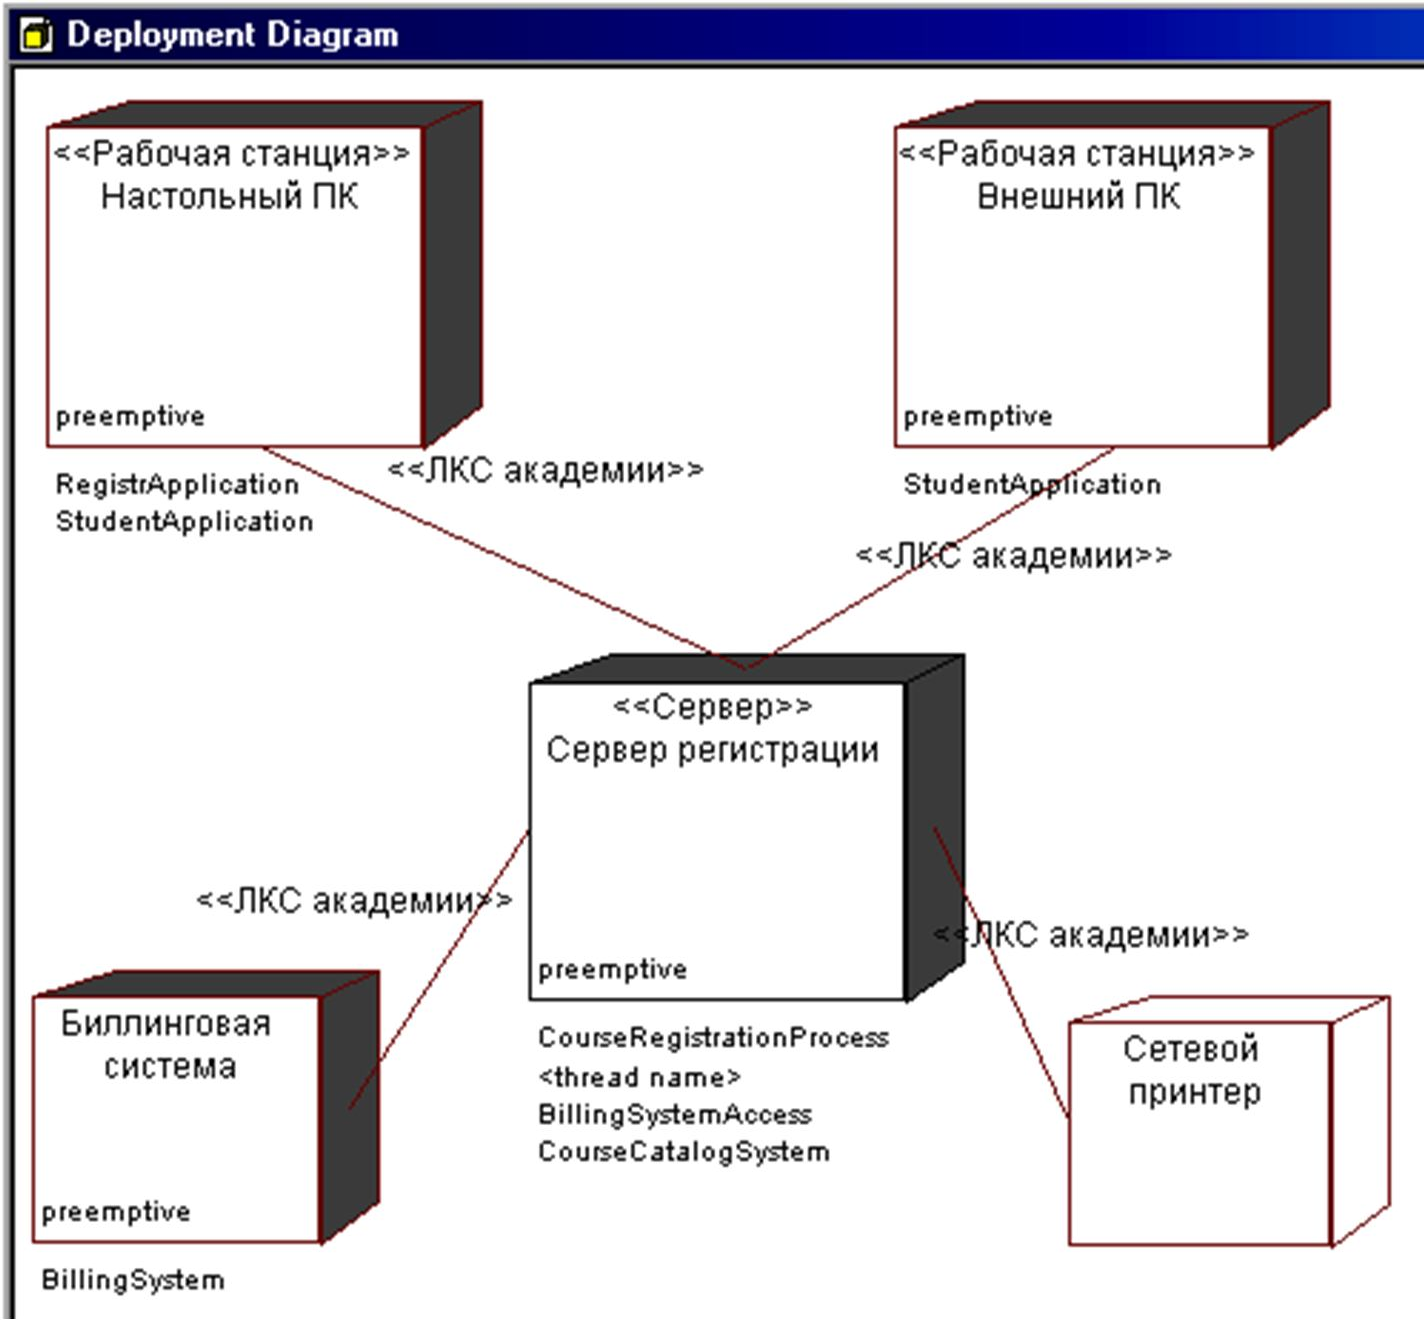 Deployment Diagram
<<Рабочая станция>>
Настольный ПК
preemptive
RegistrApplication
StudentApplication
<<Рабочая станция>>
Внешний ПК
preemptive
StudentApplication
<<ЛКС академии>>
<<ЛКС академии>>
<<Сервер>>
Сервер регистрации
preemptive
CourseRegistrationProcess
<thread name>
BillingSystemAccess
CourseCatalogSystem
<<ЛКС академии>>
<<ЛКС академии>>
Биллинговая
система
preemptive
BillingSystem
Сетевой
принтер